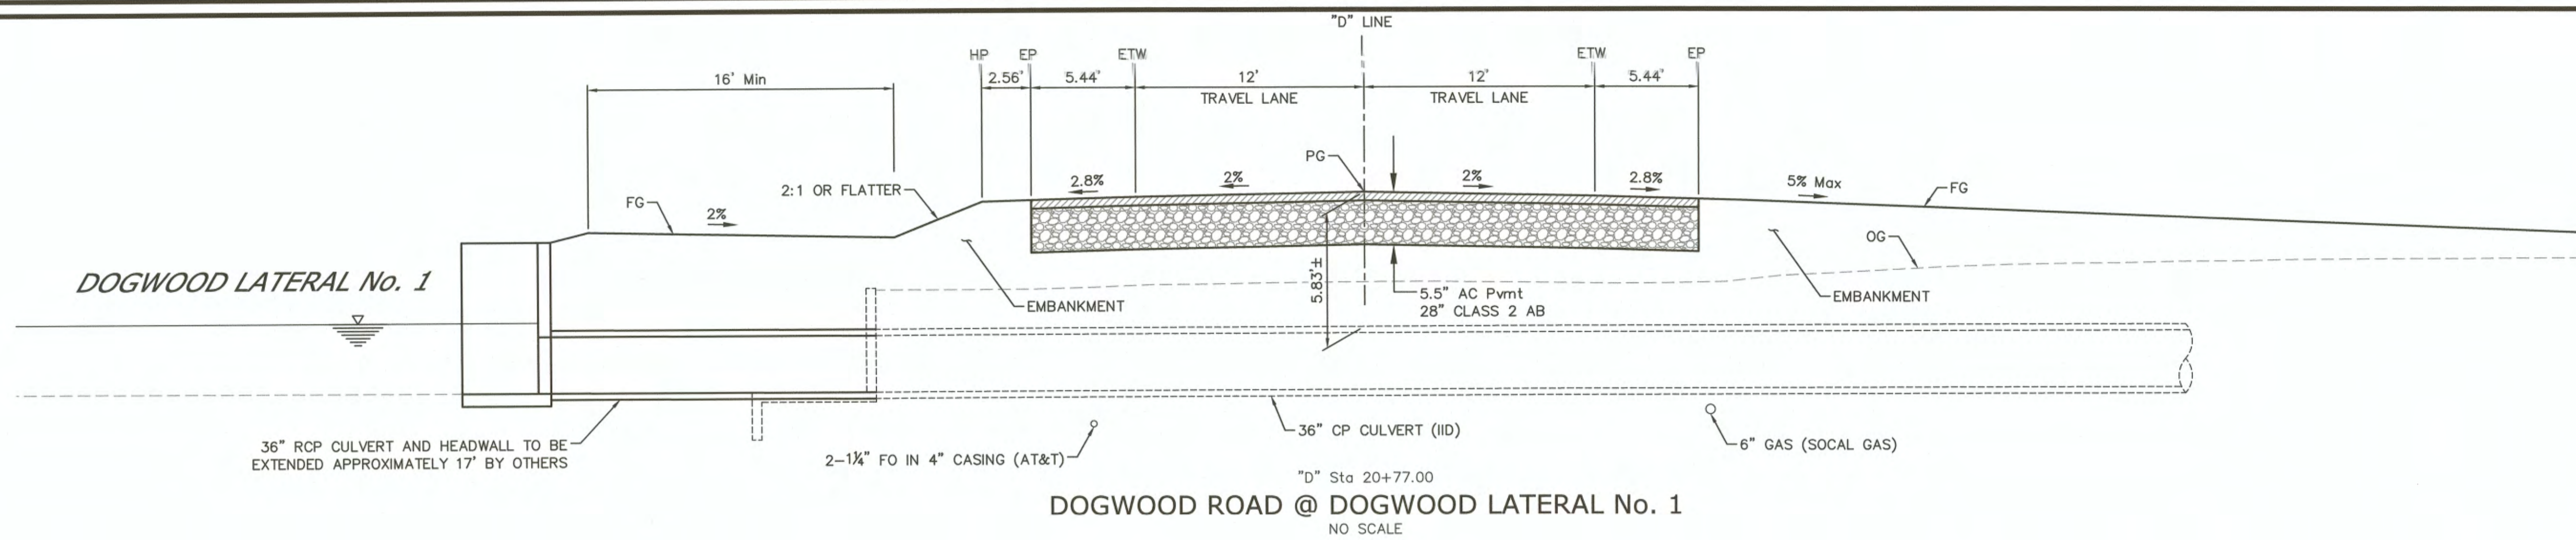 "D" LINE
HP EP ETW ETW EP
16' Min 2.56' 5.44' 12' 12' 5.44'
TRAVEL LANE TRAVEL LANE
PG
2:1 OR FLATTER 2.8% 2% 2% 2.8% 5% Max FG
FG 2%
OG
DOGWOOD LATERAL No. 1
5.83'±
EMBANKMENT
5.5" AC Pvmt
28" CLASS 2 AB
EMBANKMENT
36" RCP CULVERT AND HEADWALL TO BE
EXTENDED APPROXIMATELY 17' BY OTHERS
2-1¼" FO IN 4" CASING (AT&T)
36" CP CULVERT (IID)
6" GAS (SOCAL GAS)
"D" Sta 20+77.00
DOGWOOD ROAD @ DOGWOOD LATERAL No. 1
NO SCALE